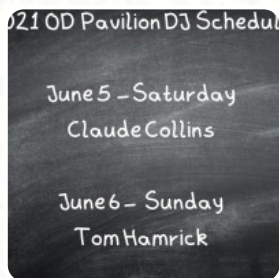 021 OD Pavilion DJ Schedul
June 5 - Saturday
Claude Collins
June 6 - Sunday
Tom Hamrick